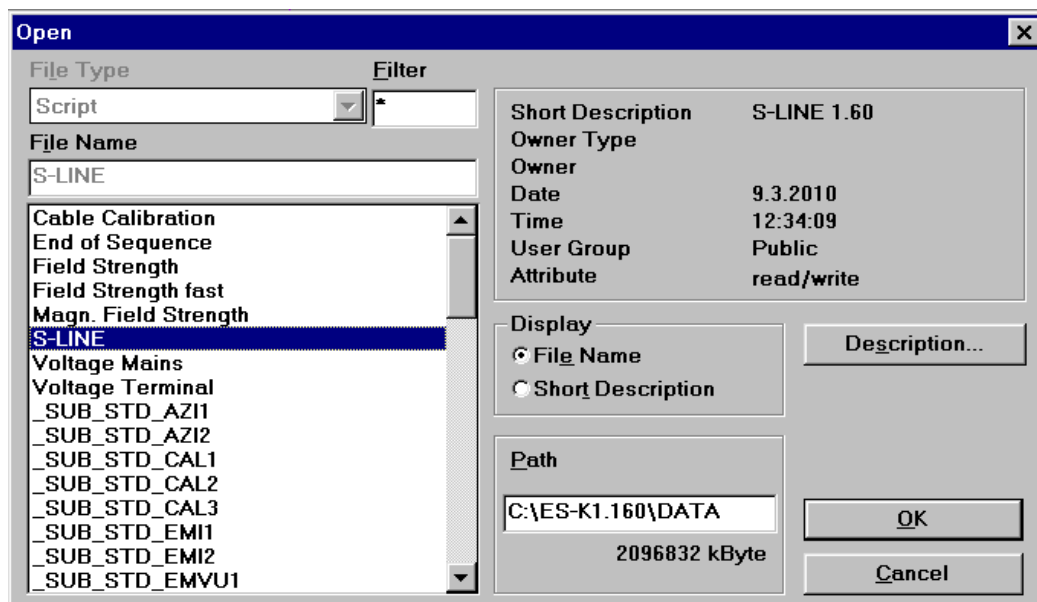 Open
File Type
Filter
Script
*
File Name
S-LINE
Cable Calibration
End of Sequence
Field Strength
Field Strength fast
Magn. Field Strength
S-LINE
Voltage Mains
Voltage Terminal
_SUB_STD_AZI1
_SUB_STD_AZI2
_SUB_STD_CAL1
_SUB_STD_CAL2
_SUB_STD_CAL3
_SUB_STD_EMI1
_SUB_STD_EMI2
_SUB_STD_EMVU1
Short Description S-LINE 1.60
Owner Type
Owner
Date 9.3.2010
Time 12:34:09
User Group Public
Attribute read/write
Display
File Name
Short Description
Description...
Path
C:\ES-K1.160\DATA
2096832 kByte
OK
Cancel